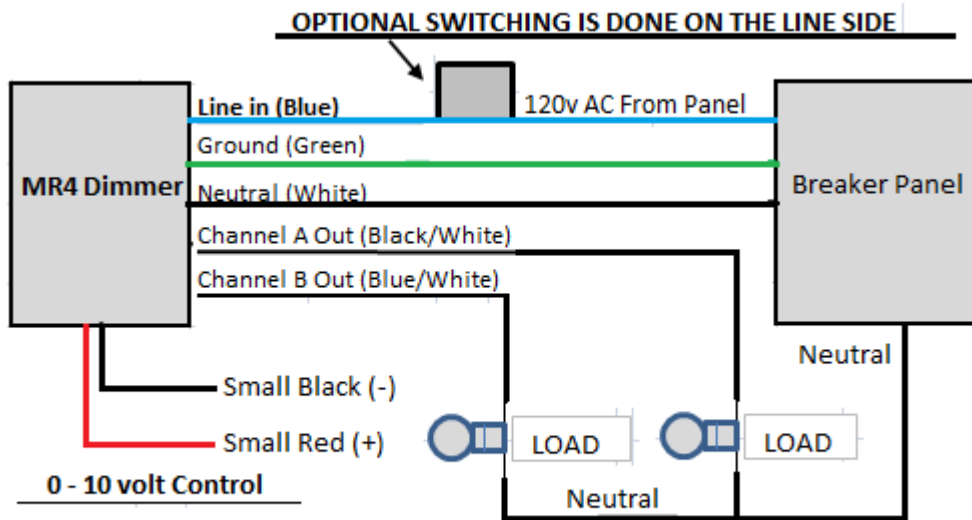 OPTIONAL SWITCHING IS DONE ON THE LINE SIDE
Line in (Blue)
120v AC From Panel
Ground (Green)
MR4 Dimmer
Neutral (White)
Breaker Panel
Channel A Out (Black/White)
Channel B Out (Blue/White)
Neutral
Small Black (-)
Small Red (+)
LOAD
LOAD
0 - 10 volt Control
Neutral